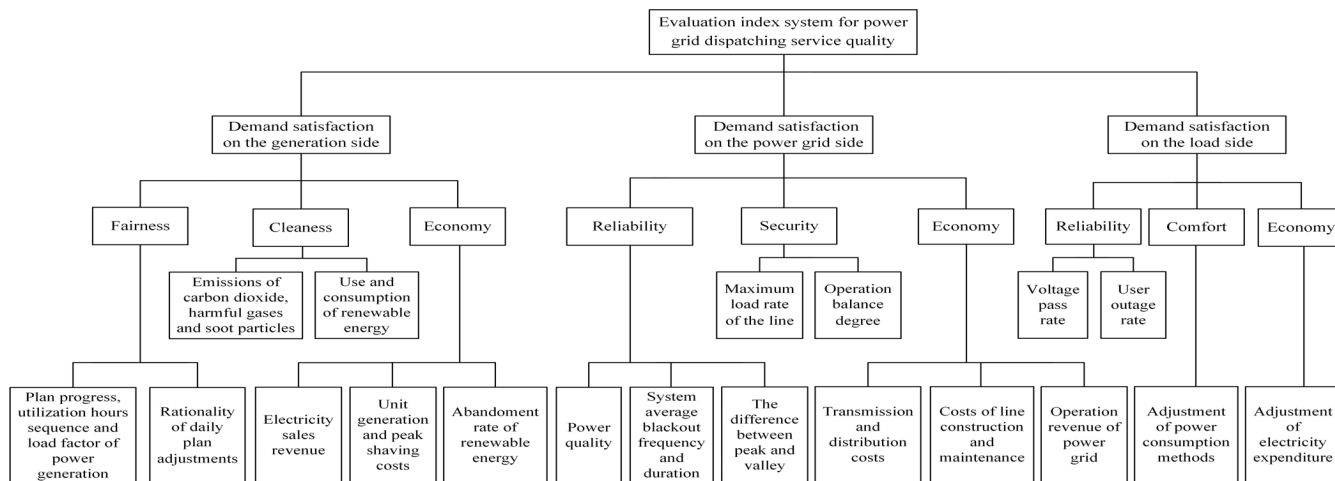 Evaluation index system for power
grid dispatching service quality
Demand satisfaction
on the generation side
Demand satisfaction
on the power grid side
Demand satisfaction
on the load side
Fairness
Cleaness
Economy
Reliability
Security
Economy
Reliability
Comfort
Economy
Emissions of
carbon dioxide,
harmful gases
and soot particles
Use and
consumption
of renewable
energy
Maximum
load rate
of the line
Operation
balance
degree
Voltage
pass
rate
User
outage
rate
Plan progress,
utilization hours
sequence and
load factor of
power
generation
Rationality
of daily
plan
adjustments
Electricity
sales
revenue
Unit
generation
and peak
shaving
costs
Abandoment
rate of
renewable
energy
Power
quality
System
average
blackout
frequency
and
duration
The
difference
between
peak and
valley
Transmission
and
distribution
costs
Costs of line
construction
and
maintenance
Operation
revenue of
power
grid
Adjustment
of power
consumption
methods
Adjustment
of
electricity
expenditure